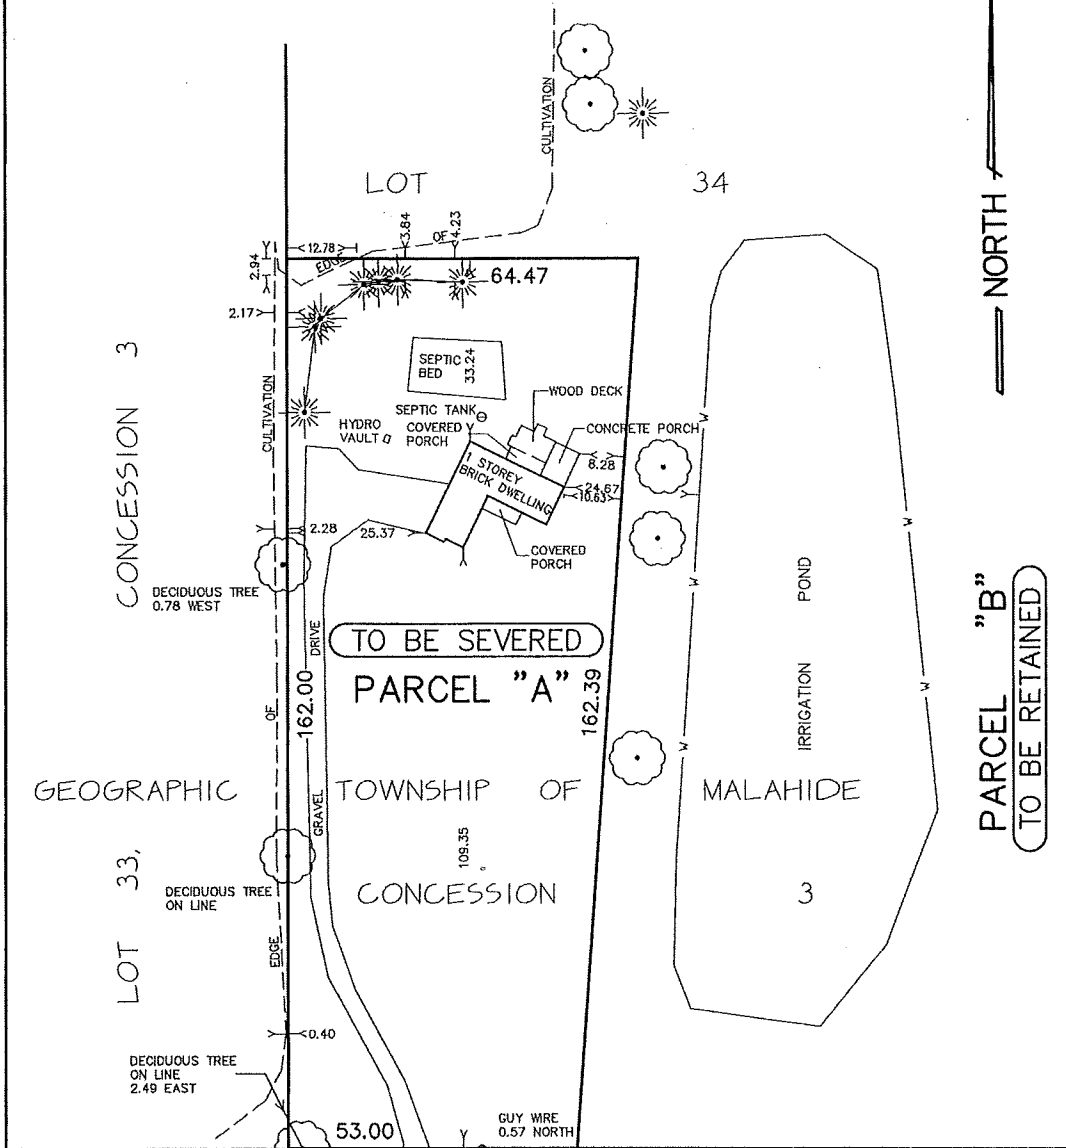 CULTIVATION
LOT
34
NORTH
12.78
3.84
OF
4.23
EDGE
2.94
64.47
2.17
CONCESSION 3
CULTIVATION
SEPTIC
BED
33.24
WOOD DECK
SEPTIC TANK
HYDRO
VAULT
COVERED
PORCH
CONCRETE PORCH
8.28
1 STOREY
BRICK DWELLING
24.67
10.63
W
W
2.28
25.37
COVERED
PORCH
DECIDUOUS TREE
0.78 WEST
W
IRRIGATION POND
DRIVE
TO BE SEVERED
PARCEL "A"
162.00
162.39
OF
W
W
PARCEL "B"
TO BE RETAINED
GEOGRAPHIC TOWNSHIP OF MALAHIDE
GRAVEL
109.35
LOT 33,
DECIDUOUS TREE
ON LINE
CONCESSION 3
EDGE
0.40
DECIDUOUS TREE
ON LINE
2.49 EAST
53.00
GUY WIRE
0.57 NORTH